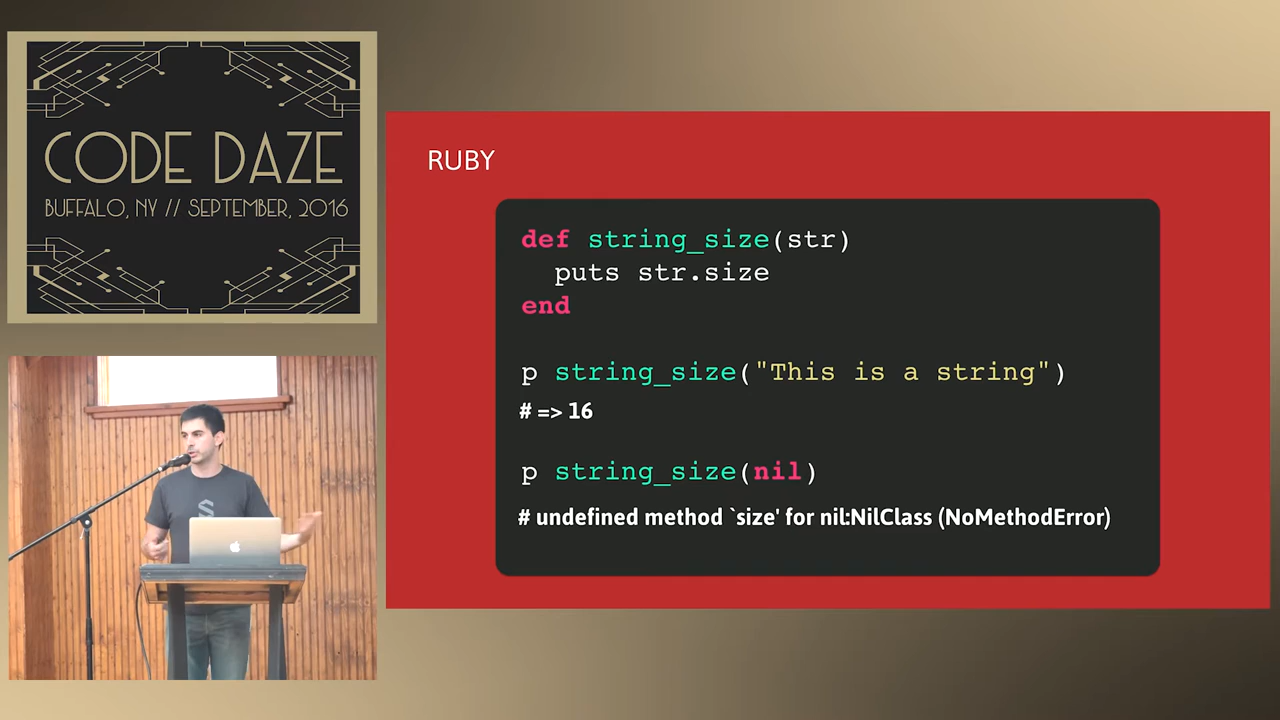 CODE DAZE
BUFFALO, NY // SEPTEMBER, 2016
RUBY
def string_size(str)
  puts str.size
end
p string_size("This is a string")
# => 16
p string_size(nil)
# undefined method `size' for nil:NilClass (NoMethodError)